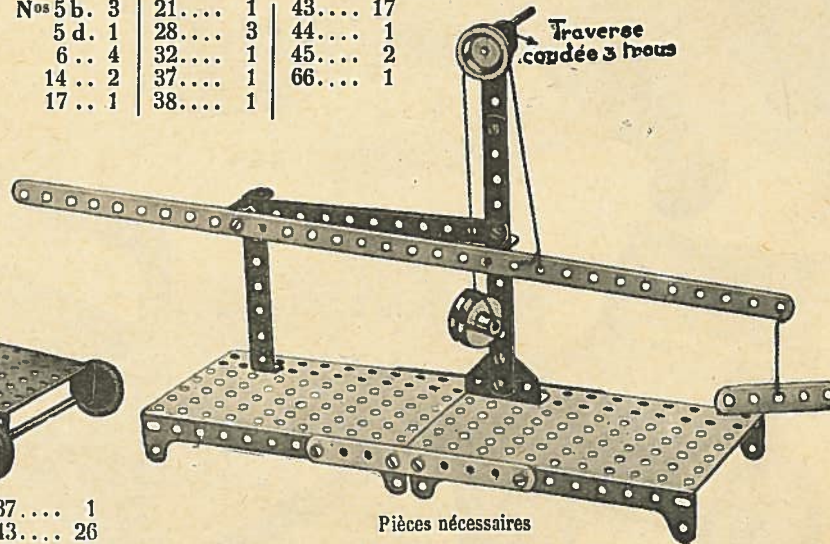 Nos 5 b. 3
5 d. 1
6 .. 4
14 .. 2
17 .. 1
21.... 1
28.... 3
32.... 1
37.... 1
38.... 1
43.... 17
44.... 1
45.... 2
66.... 1
Traverse
coudée 3 trous
37.... 1
43.... 26
Pièces nécessaires